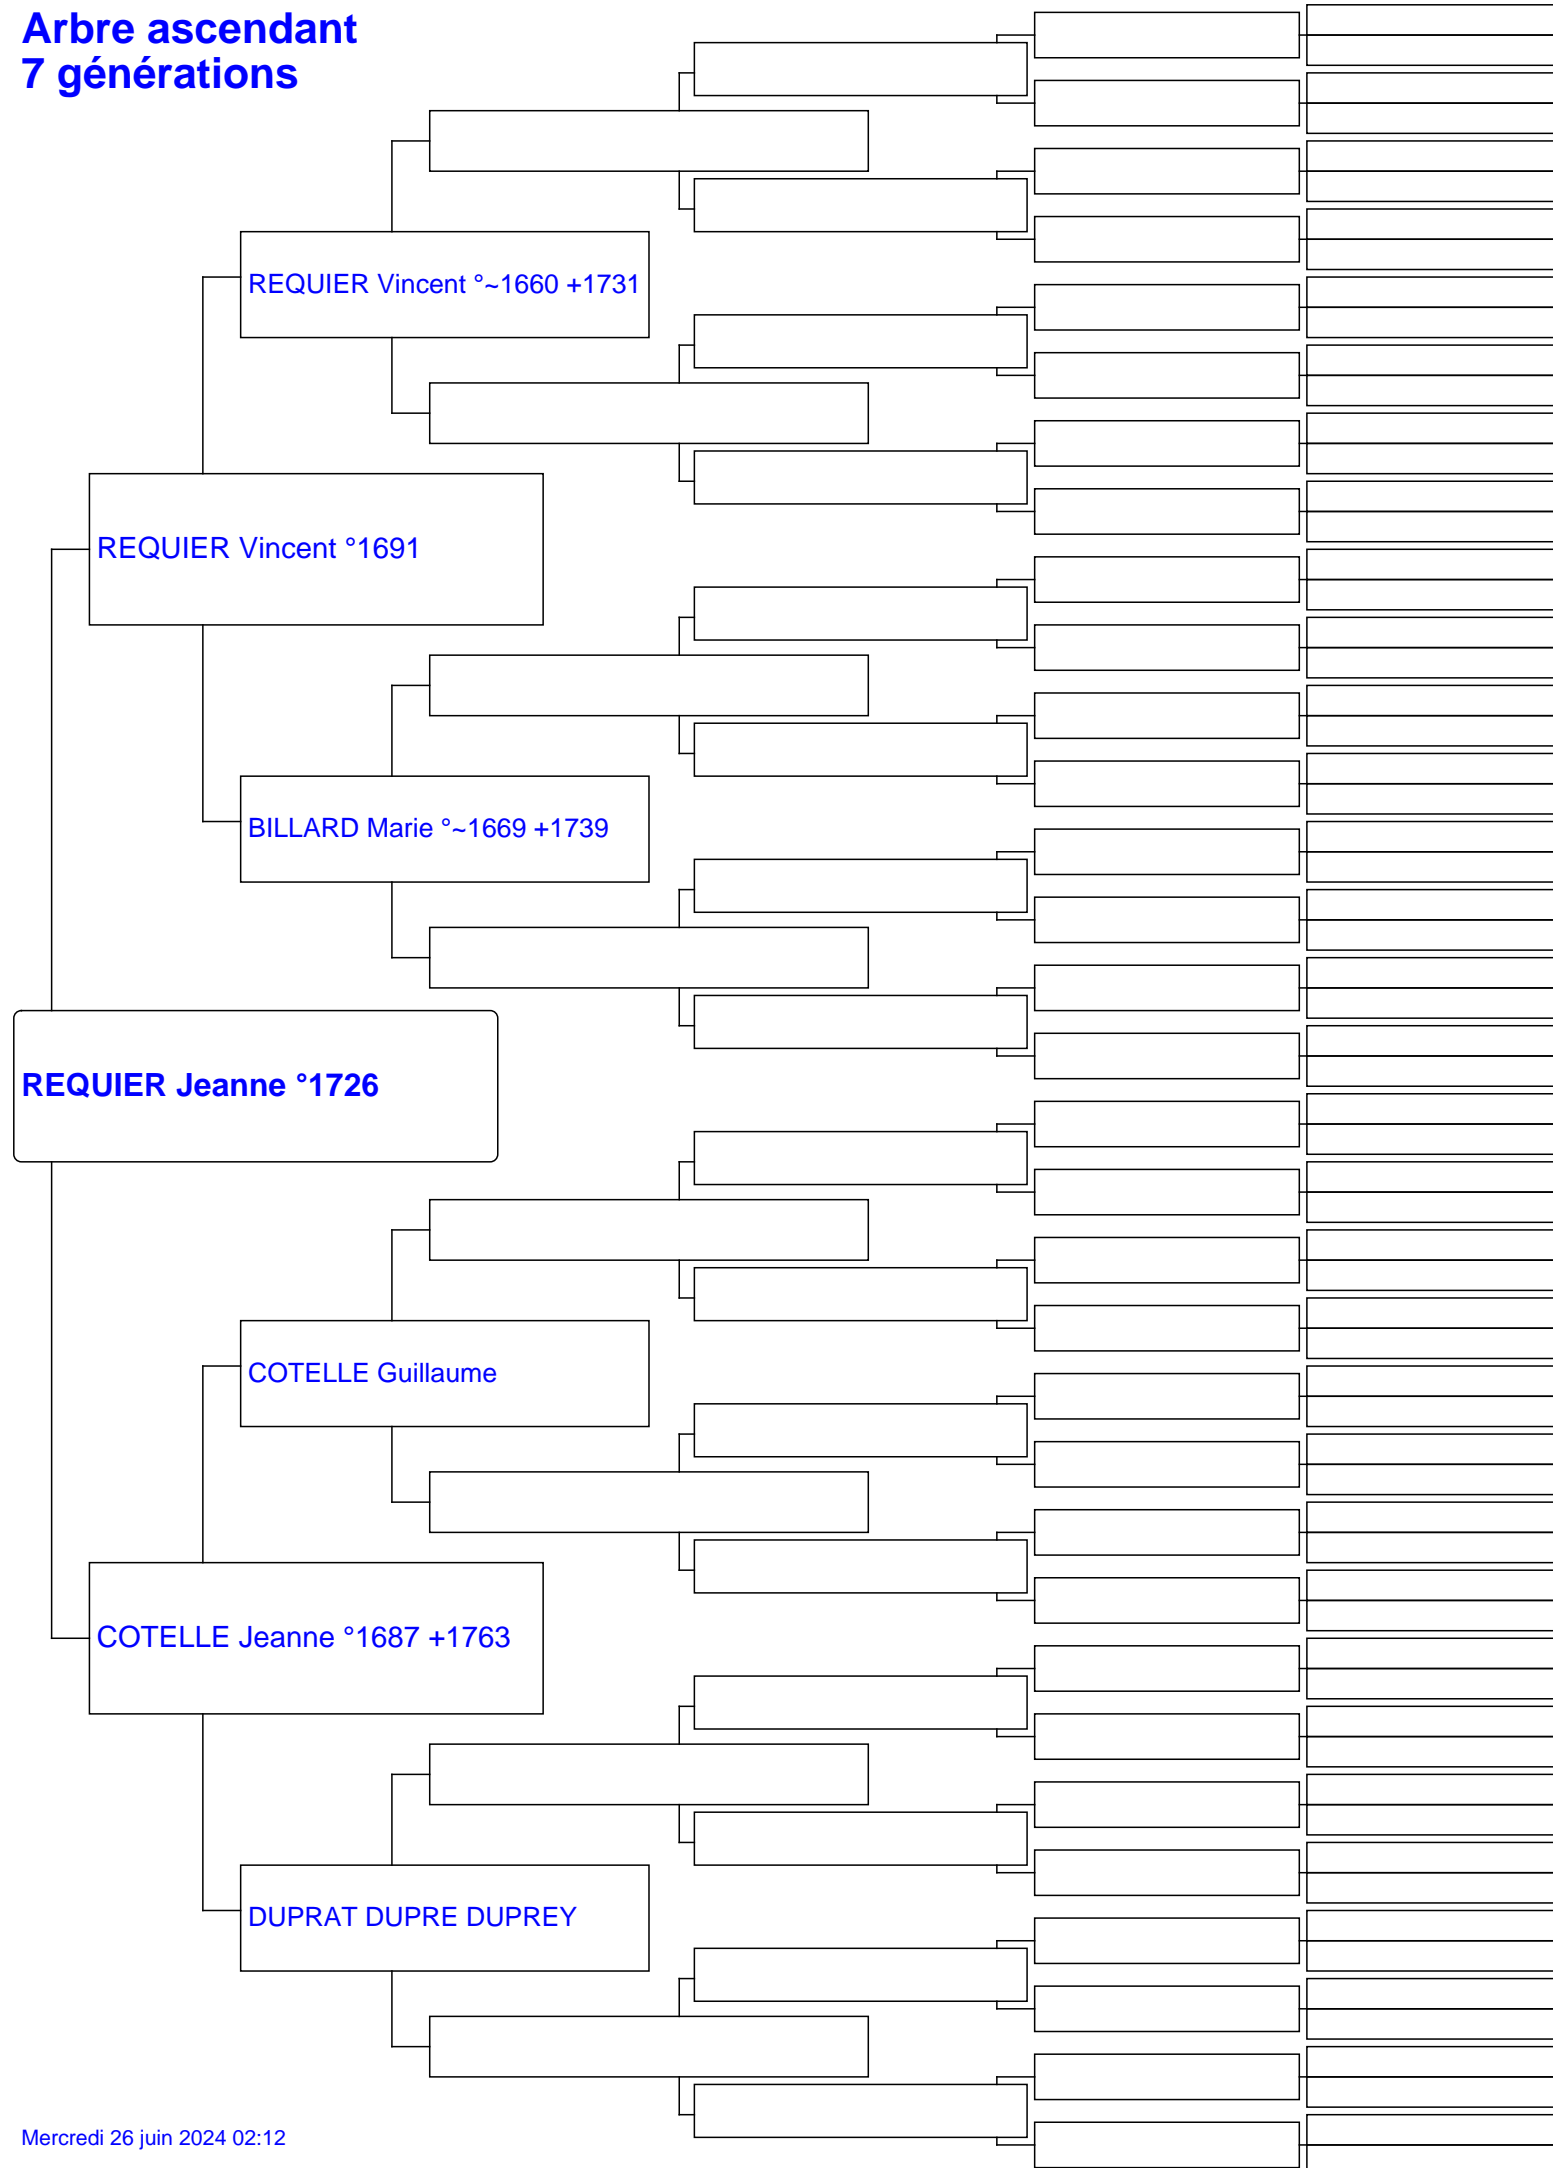 Arbre ascendant
7 générations
REQUIER Vincent °~1660 +1731
REQUIER Vincent °1691
BILLARD Marie °~1669 +1739
REQUIER Jeanne °1726
COTELLE Guillaume
COTELLE Jeanne °1687 +1763
DUPRAT DUPRE DUPREY
Mercredi 26 juin 2024 02:12